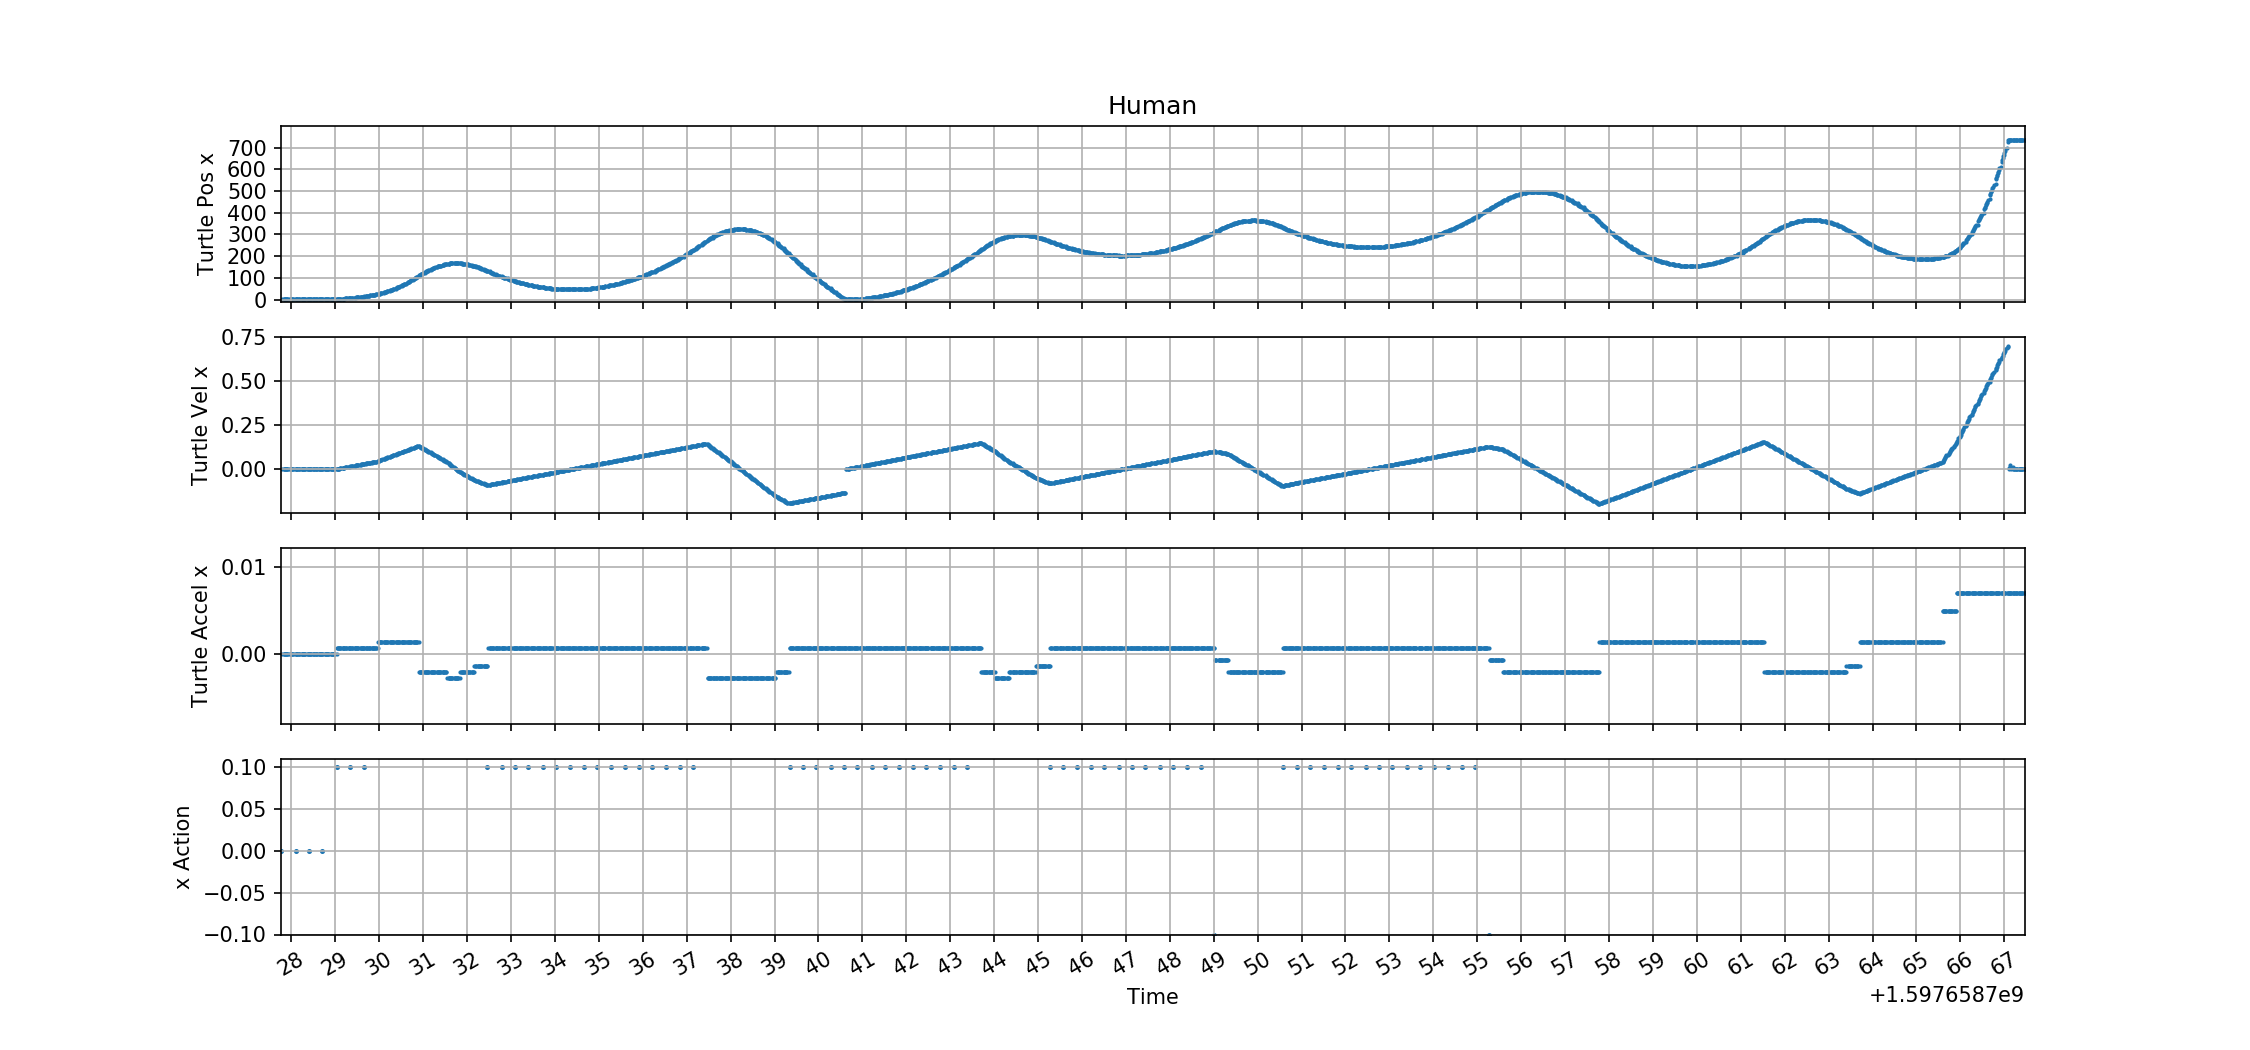 Human
Turtle Pos x
700
600
500
400
300
200
100
0
Turtle Vel x
0.75
0.50
0.25
0.00
Turtle Accel x
0.01
0.00
x Action
0.10
0.05
0.00
−0.05
−0.10
28 29 30 31 32 33 34 35 36 37 38 39 40 41 42 43 44 45 46 47 48 49 50 51 52 53 54 55 56 57 58 59 60 61 62 63 64 65 66 67
Time
+1.5976587e9